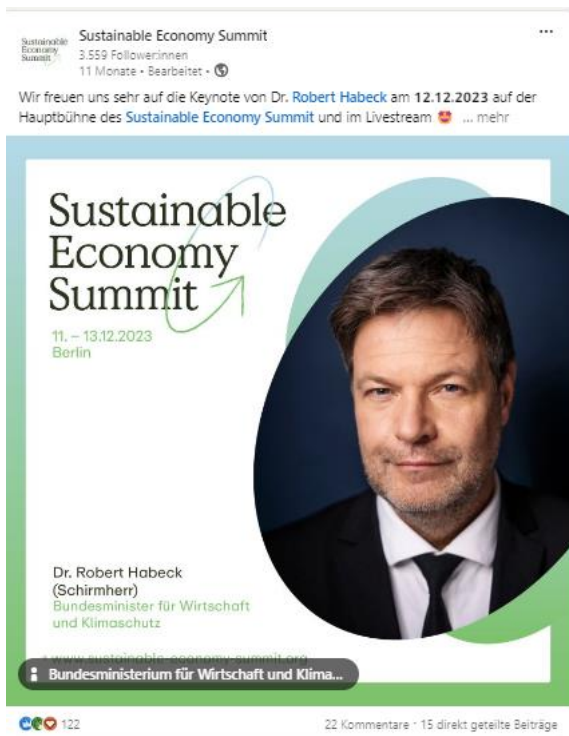 Sustainable
Economy
Summit
Sustainable Economy Summit
3.559 Follower:innen
11 Monate • Bearbeitet •
Wir freuen uns sehr auf die Keynote von Dr. Robert Habeck am 12.12.2023 auf der
Hauptbühne des Sustainable Economy Summit und im Livestream 🤩 ... mehr
Sustainable
Economy
Summit
11. – 13.12.2023
Berlin
Dr. Robert Habeck
(Schirmherr)
Bundesminister für Wirtschaft
und Klimaschutz
www.sustainable-economy-summit.org
Bundesministerium für Wirtschaft und Klima...
122
22 Kommentare · 15 direkt geteilte Beiträge